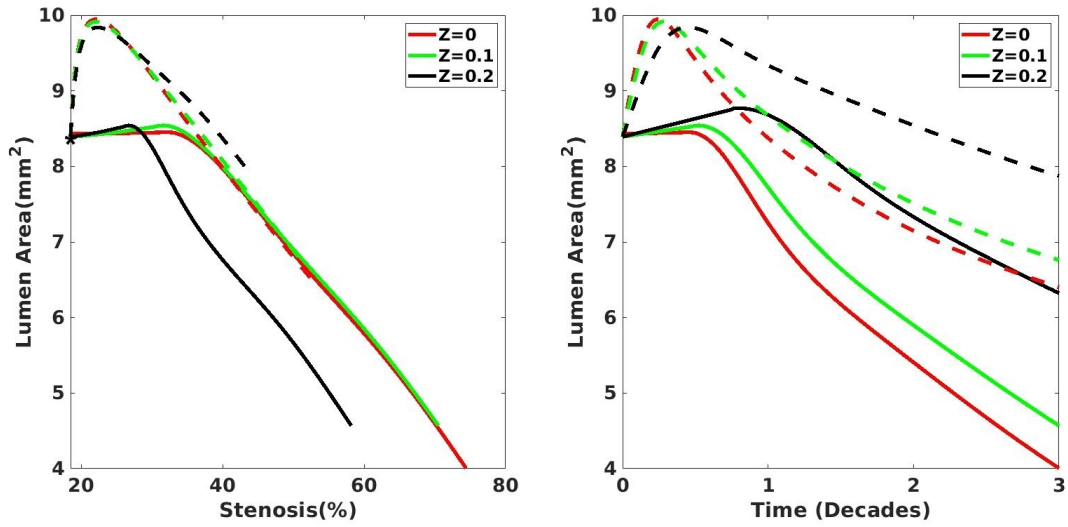 10
9
8
7
6
5
4
Lumen Area(mm²)
20
40
60
80
Stenosis(%)
Z=0
Z=0.1
Z=0.2
10
9
8
7
6
5
4
Lumen Area(mm²)
0
1
2
3
Time (Decades)
Z=0
Z=0.1
Z=0.2